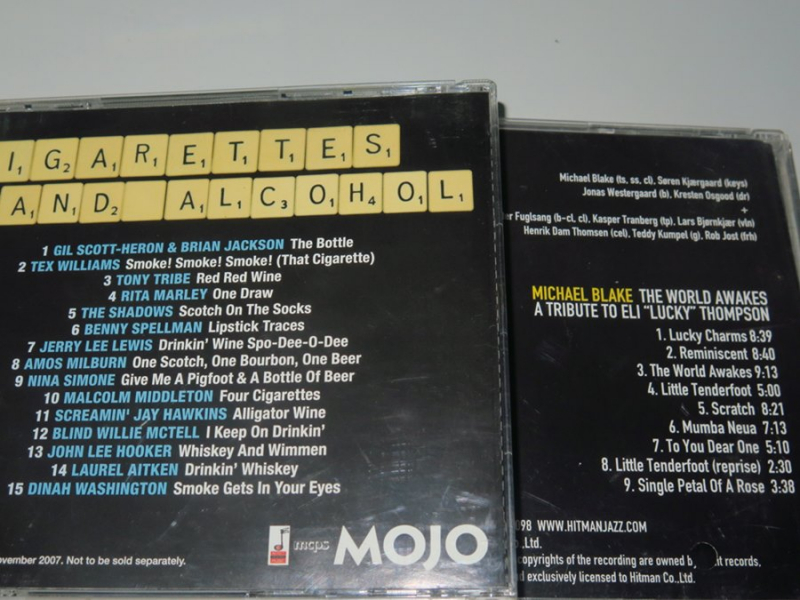 IGARETTES
AND ALCOHOL
1 GIL SCOTT-HERON & BRIAN JACKSON The Bottle
2 TEX WILLIAMS Smoke! Smoke! Smoke! (That Cigarette)
3 TONY TRIBE Red Red Wine
4 RITA MARLEY One Draw
5 THE SHADOWS Scotch On The Socks
6 BENNY SPELLMAN Lipstick Traces
7 JERRY LEE LEWIS Drinkin' Wine Spo-Dee-O-Dee
8 AMOS MILBURN One Scotch, One Bourbon, One Beer
9 NINA SIMONE Give Me A Pigfoot & A Bottle Of Beer
10 MALCOLM MIDDLETON Four Cigarettes
11 SCREAMIN' JAY HAWKINS Alligator Wine
12 BLIND WILLIE MCTELL I Keep On Drinkin'
13 JOHN LEE HOOKER Whiskey And Wimmen
14 LAUREL AITKEN Drinkin' Whiskey
15 DINAH WASHINGTON Smoke Gets In Your Eyes
mcps MOJO
ovember 2007. Not to be sold separately.
Michael Blake (ts, ss, cl), Søren Kjærgaard (keys)
Jonas Westergaard (b), Kresten Osgood (dr)
+
er Fuglsang (b-cl, cl), Kasper Tranberg (tp), Lars Bjørnkjær (vln)
Henrik Dam Thomsen (cel), Teddy Kumpel (g), Rob Jost (frh)
MICHAEL BLAKE THE WORLD AWAKES
A TRIBUTE TO ELI "LUCKY" THOMPSON
1. Lucky Charms 8:39
2. Reminiscent 8:40
3. The World Awakes 9:13
4. Little Tenderfoot 5:00
5. Scratch 8:21
6. Mumba Neua 7:13
7. To You Dear One 5:10
8. Little Tenderfoot (reprise) 2:30
9. Single Petal Of A Rose 3:38
98 WWW.HITMANJAZZ.COM
.,Ltd.
opyrights of the recording are owned records,
nd exclusively licensed to Hitman Co.,Ltd.